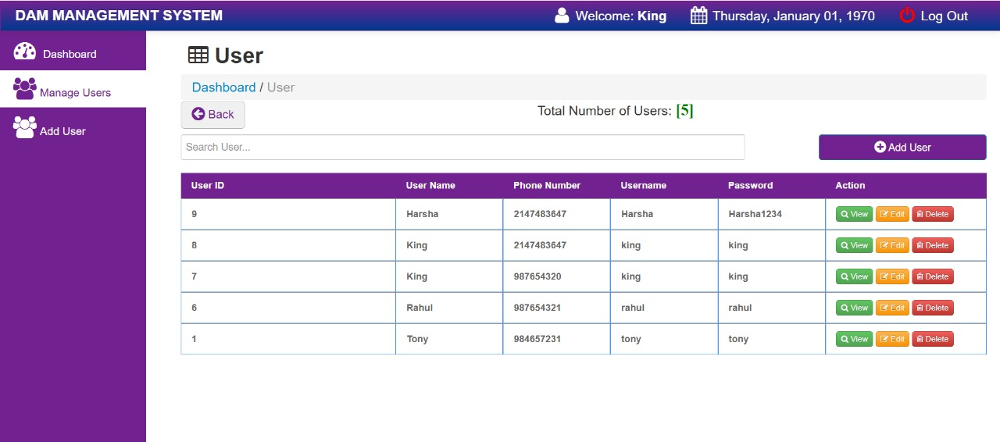 DAM MANAGEMENT SYSTEM Welcome: King Thursday, January 01, 1970 Log Out
Dashboard
Manage Users
Add User
User
Dashboard / User
Back Total Number of Users: [5]
Search User... Add User
User ID User Name Phone Number Username Password Action
9 Harsha 2147483647 Harsha Harsha1234 View Edit Delete
8 King 2147483647 king king View Edit Delete
7 King 987654320 king king View Edit Delete
6 Rahul 987654321 rahul rahul View Edit Delete
1 Tony 984657231 tony tony View Edit Delete